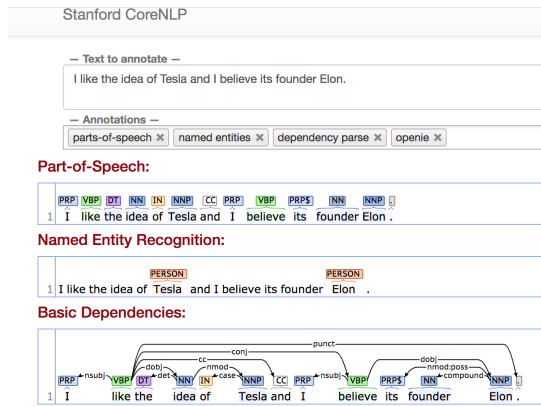 Stanford CoreNLP
— Text to annotate —
I like the idea of Tesla and I believe its founder Elon.
— Annotations —
parts-of-speech × named entities × dependency parse × openie ×
Part-of-Speech:
PRP VBP DT NN IN NNP CC PRP VBP PRP$ NN NNP .
1 I like the idea of Tesla and I believe its founder Elon .
Named Entity Recognition:
PERSON PERSON
1 I like the idea of Tesla and I believe its founder Elon .
Basic Dependencies:
punct
conj
cc dobj
dobj nmod nmod:poss
nsubj det case nsubj compound
PRP VBP DT NN IN NNP CC PRP VBP PRP$ NN NNP .
1 I like the idea of Tesla and I believe its founder Elon .